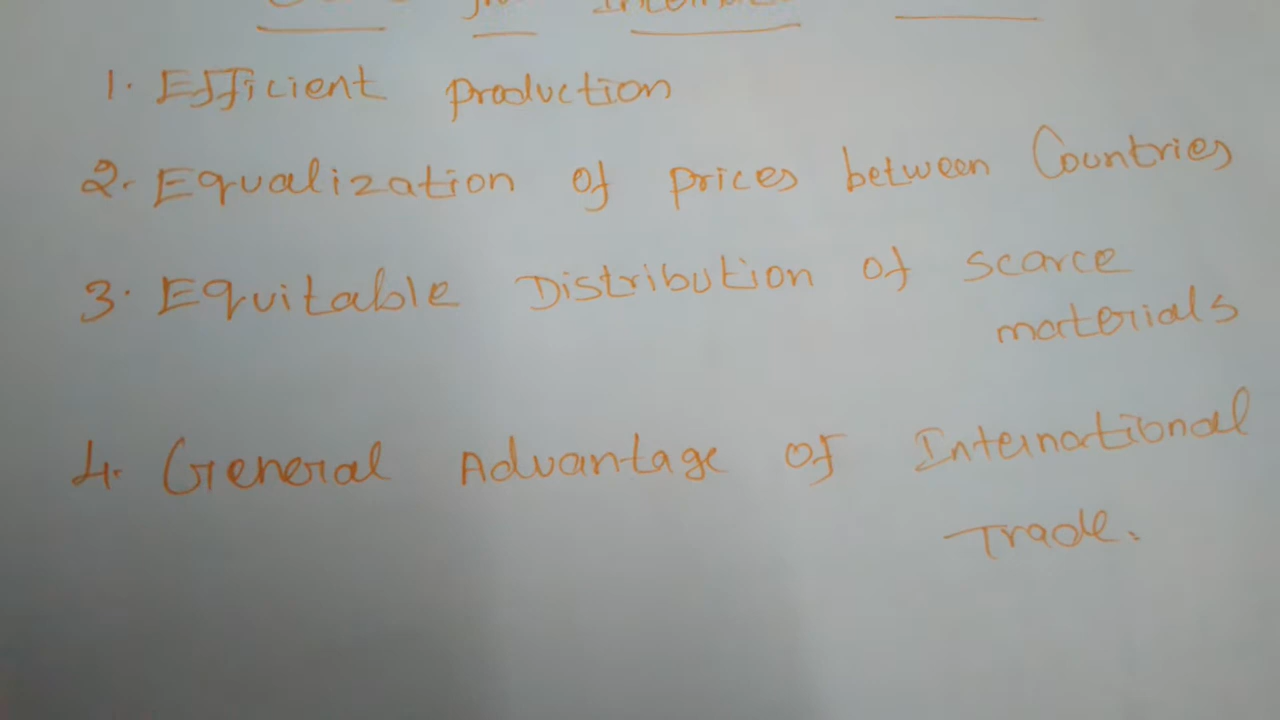 1. Efficient production
2. Equalization of prices between Countries
3. Equitable Distribution of scarce
materials
4. General Advantage of International
Trade.